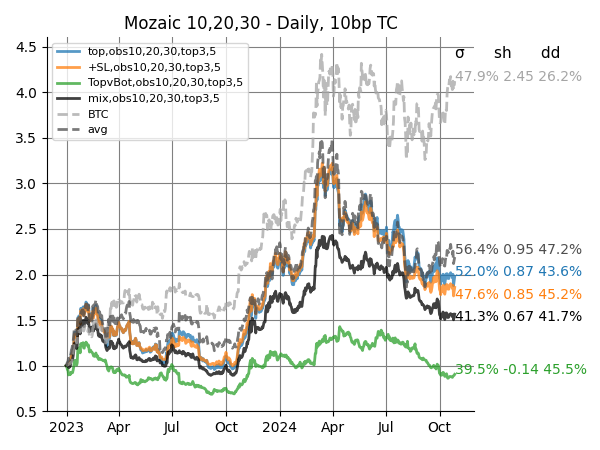 Mozaic 10,20,30 - Daily, 10bp TC
4.5
4.0
3.5
3.0
2.5
2.0
1.5
1.0
0.5
top,obs10,20,30,top3,5
+SL,obs10,20,30,top3,5
TopvBot,obs10,20,30,top3,5
mix,obs10,20,30,top3,5
BTC
avg
σ sh dd
47.9% 2.45 26.2%
56.4% 0.95 47.2%
52.0% 0.87 43.6%
47.6% 0.85 45.2%
41.3% 0.67 41.7%
39.5% -0.14 45.5%
2023 Apr Jul Oct 2024 Apr Jul Oct